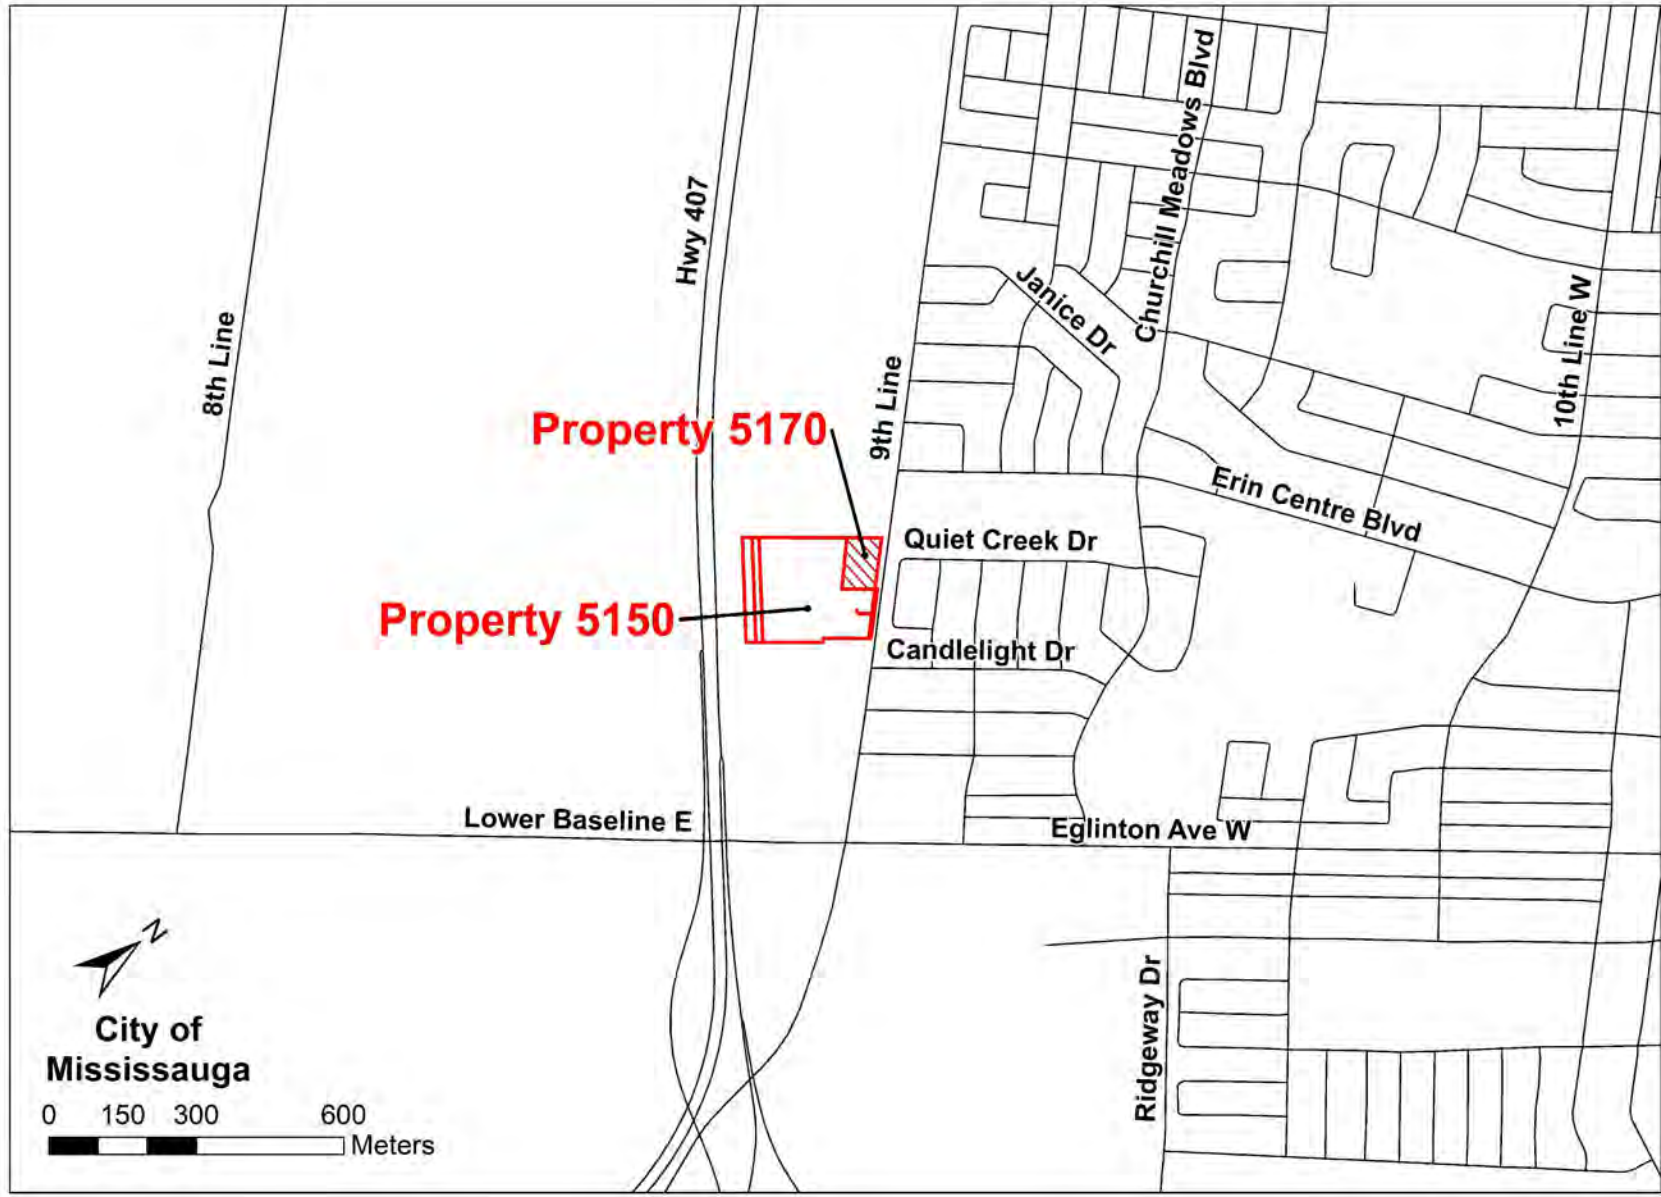 Churchill Meadows Blvd
Hwy 407
Janice Dr
8th Line
10th Line W
9th Line
Property 5170
Erin Centre Blvd
Quiet Creek Dr
Property 5150
Candlelight Dr
Lower Baseline E
Eglinton Ave W
N
Ridgeway Dr
City of
Mississauga
0 150 300 600
Meters